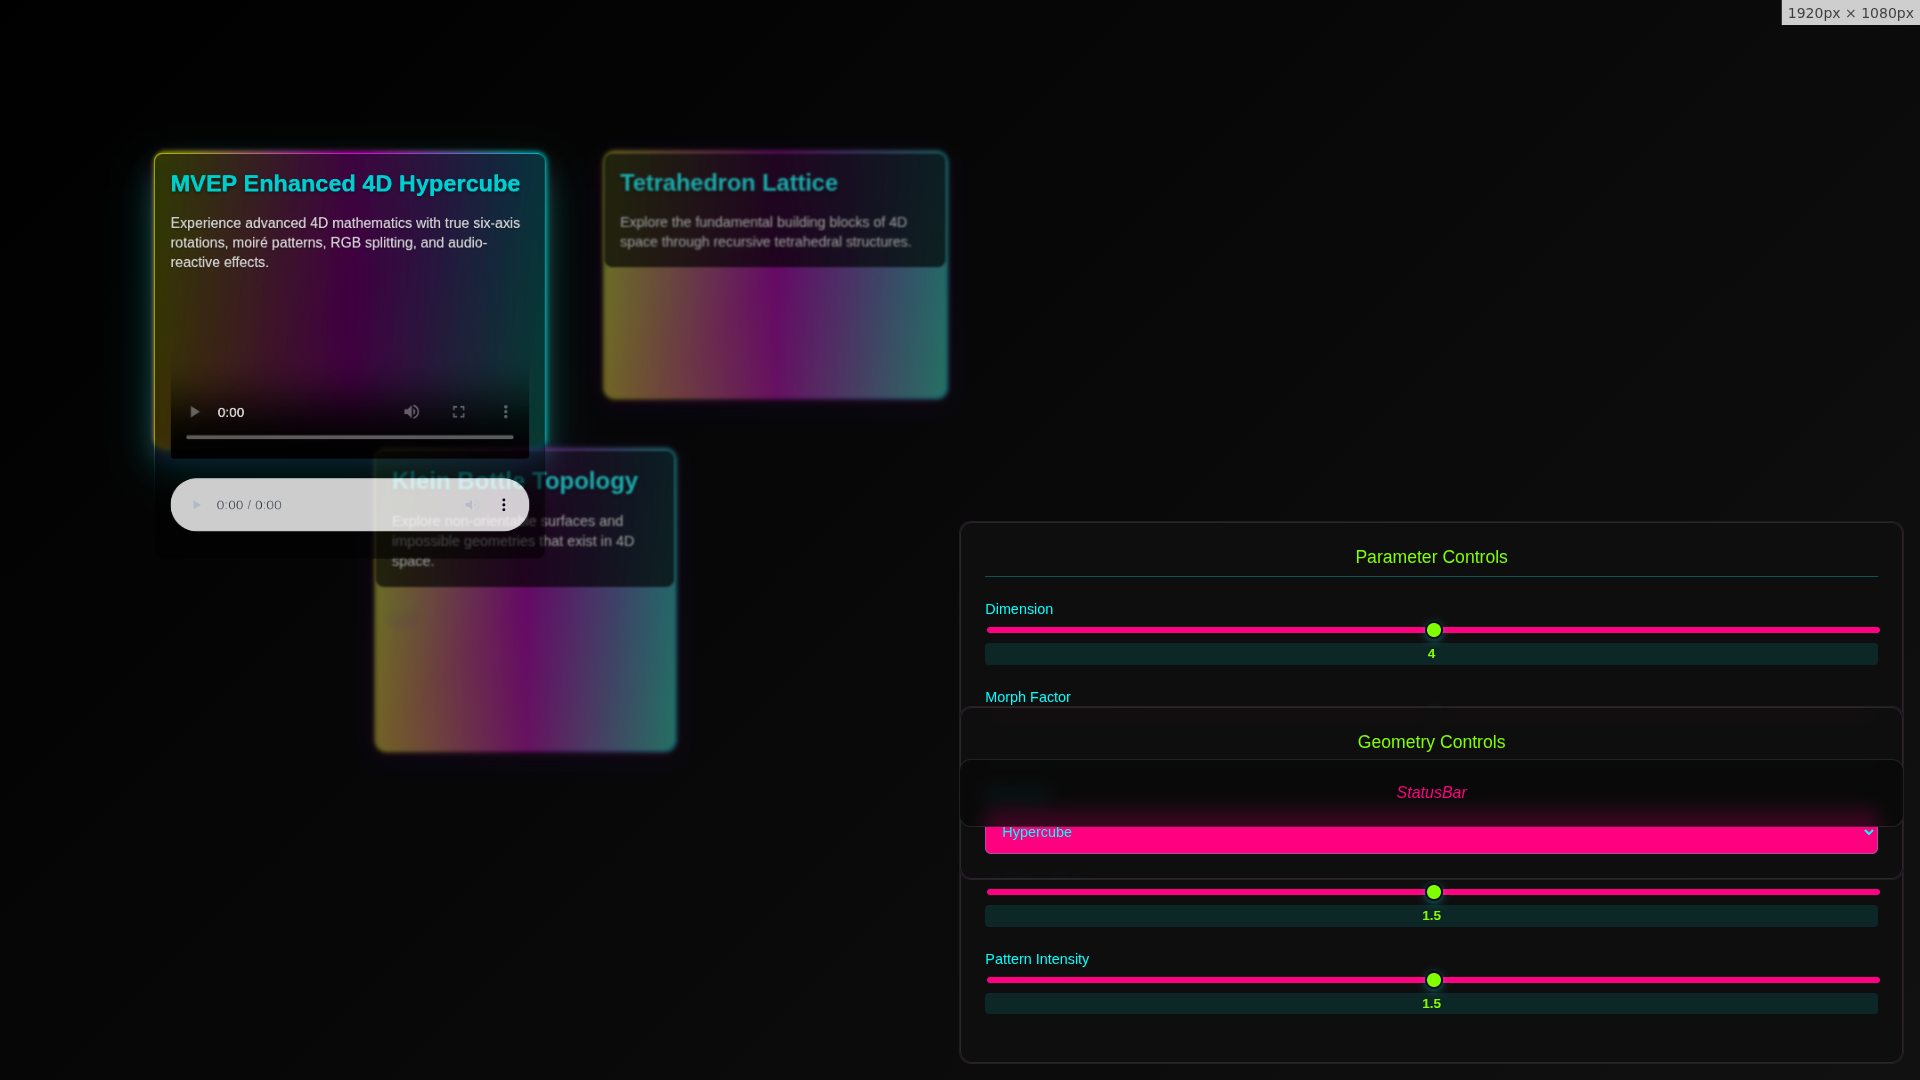 1920px × 1080px
MVEP Enhanced 4D Hypercube
Experience advanced 4D mathematics with true six-axis
rotations, moiré patterns, RGB splitting, and audio-
reactive effects.
0:00
0:00 / 0:00
Tetrahedron Lattice
Explore the fundamental building blocks of 4D
space through recursive tetrahedral structures.
Klein Bottle Topology
Explore non-orientable surfaces and
impossible geometries that exist in 4D
space.
Parameter Controls
Dimension
4
Morph Factor
Geometry Controls
StatusBar
Hypercube
1.5
Pattern Intensity
1.5